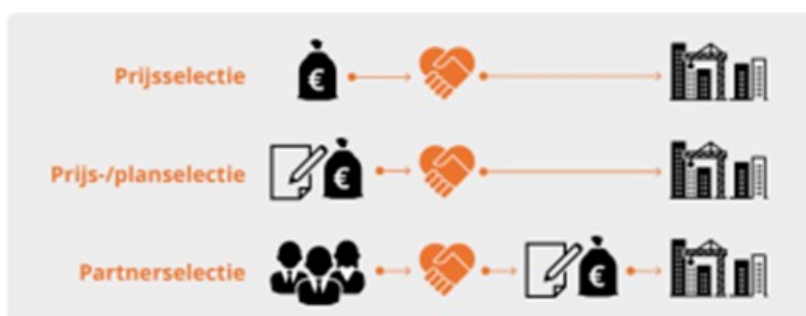 Prijsselectie
€
Prijs-/planselectie
€
Partnerselectie
€